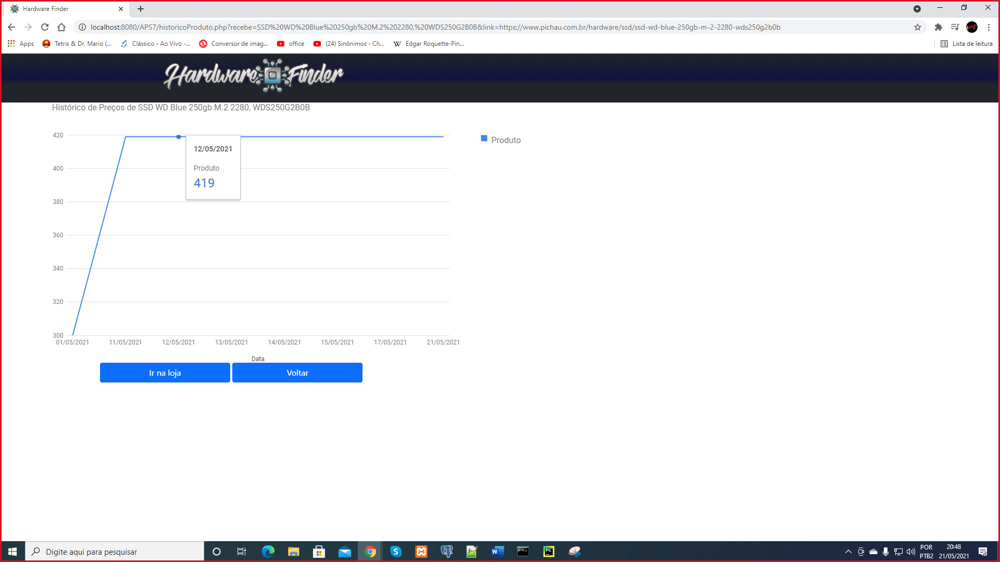 Hardware Finder
localhost:8080/APS7/historicoProduto.php?recebe=SSD%20WD%20Blue%20250gb%20M.2%202280,%20WDS250G2B0B&link=https://www.pichau.com.br/hardware/ssd/ssd-wd-blue-250gb-m-2-2280-wds250g2b0b
Apps Tetris & Dr. Mario (... Clássico - Ao Vivo -... Conversor de imag... office (24) Sinônimos - Ch... W Edgar Roquette-Pin... Lista de leitura
Hardware Finder
Histórico de Preços de SSD WD Blue 250gb M.2 2280, WDS250G2B0B
420
400
380
360
340
320
300
12/05/2021
Produto
419
Produto
01/05/2021 11/05/2021 12/05/2021 13/05/2021 14/05/2021 15/05/2021 17/05/2021 21/05/2021
Data
Ir na loja Voltar
Digite aqui para pesquisar
POR
PTB2
20:48
21/05/2021